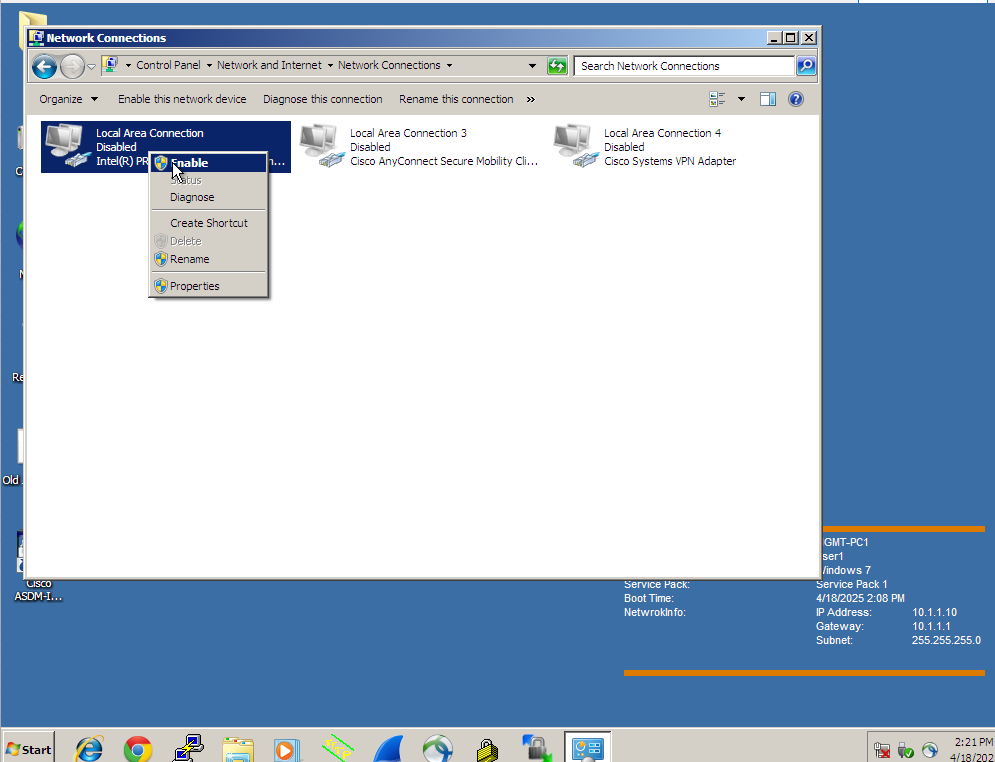 Network Connections
Control Panel Network and Internet Network Connections
Search Network Connections
Organize Enable this network device Diagnose this connection Rename this connection »
Local Area Connection
Disabled
Intel(R) PR
n...
Local Area Connection 3
Disabled
Cisco AnyConnect Secure Mobility Cli...
Local Area Connection 4
Disabled
Cisco Systems VPN Adapter
Enable
Status
Diagnose
Create Shortcut
Delete
Rename
Properties
Re
Old
Cisco
ASDM-I...
GMT-PC1
ser1
indows 7
Service Pack: Service Pack 1
Boot Time: 4/18/2025 2:08 PM
NetwrokInfo: IP Address: 10.1.1.10
Gateway: 10.1.1.1
Subnet: 255.255.255.0
Start
2:21 PM
4/18/202